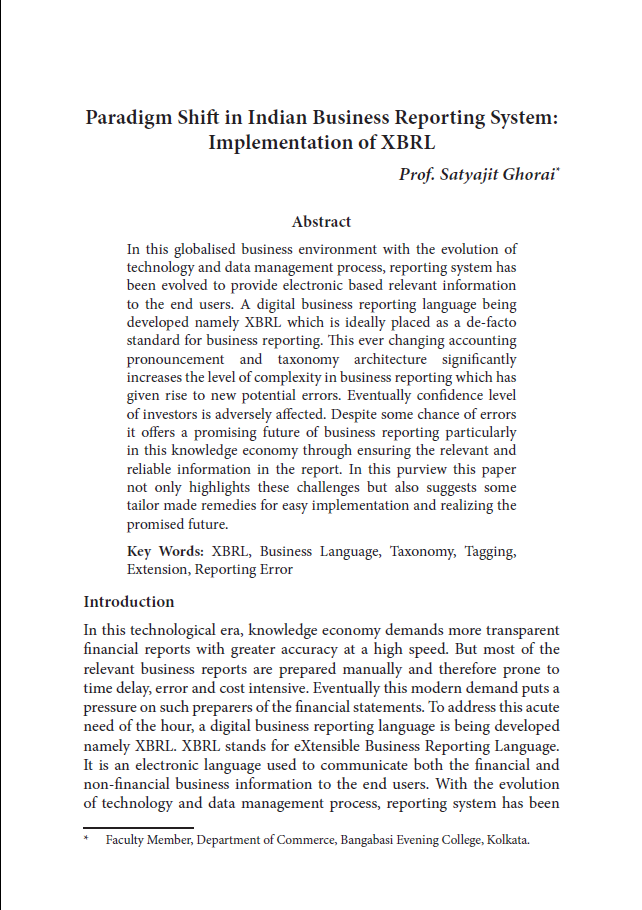 Paradigm Shift in Indian Business Reporting System:
Implementation of XBRL
Prof. Satyajit Ghorai*
Abstract
In this globalised business environment with the evolution of
technology and data management process, reporting system has
been evolved to provide electronic based relevant information
to the end users. A digital business reporting language being
developed namely XBRL which is ideally placed as a de-facto
standard for business reporting. This ever changing accounting
pronouncement and taxonomy architecture significantly
increases the level of complexity in business reporting which has
given rise to new potential errors. Eventually confidence level
of investors is adversely affected. Despite some chance of errors
it offers a promising future of business reporting particularly
in this knowledge economy through ensuring the relevant and
reliable information in the report. In this purview this paper
not only highlights these challenges but also suggests some
tailor made remedies for easy implementation and realizing the
promised future.
Key Words: XBRL, Business Language, Taxonomy, Tagging,
Extension, Reporting Error
Introduction
In this technological era, knowledge economy demands more transparent
financial reports with greater accuracy at a high speed. But most of the
relevant business reports are prepared manually and therefore prone to
time delay, error and cost intensive. Eventually this modern demand puts a
pressure on such preparers of the financial statements. To address this acute
need of the hour, a digital business reporting language is being developed
namely XBRL. XBRL stands for eXtensible Business Reporting Language.
It is an electronic language used to communicate both the financial and
non-financial business information to the end users. With the evolution
of technology and data management process, reporting system has been
* Faculty Member, Department of Commerce, Bangabasi Evening College, Kolkata.